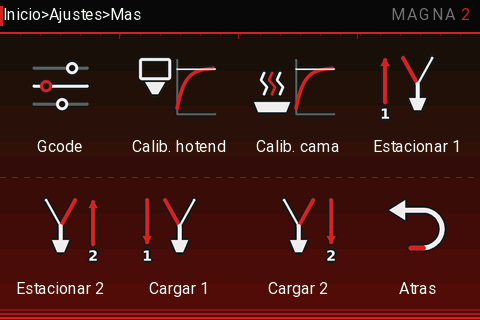 Inicio>Ajustes>Mas
MAGNA 2
1
Gcode
Calib. hotend
Calib. cama
Estacionar 1
2
1
2
Estacionar 2
Cargar 1
Cargar 2
Atras